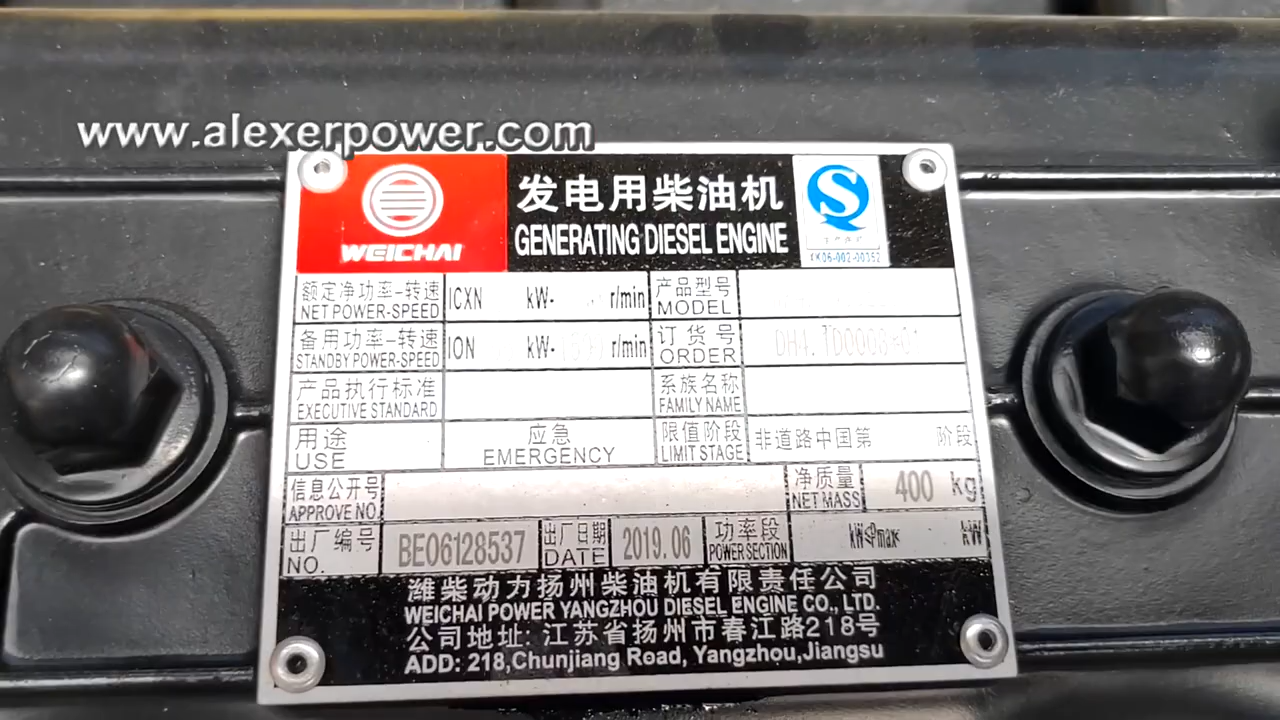 www.alexerpower.com
WEICHAI
发电用柴油机
GENERATING DIESEL ENGINE
XK06-002-00352
额定净功率-转速 ICXN kW- r/min 产品型号
NET POWER-SPEED MODEL
备用功率-转速 ION kW- r/min 订货号
STANDBY POWER-SPEED ORDER
产品执行标准 系族名称
EXECUTIVE STANDARD FAMILY NAME
用途 应急 限值阶段 非道路中国第 阶段
USE EMERGENCY LIMIT STAGE
信息公开号 净质量 400 kg
APPROVE NO. NET MASS
出厂编号 BE06128537 出厂日期 2019.06 功率段 kW<Pmax< kW
NO. DATE POWER SECTION
潍柴动力扬州柴油机有限责任公司
WEICHAI POWER YANGZHOU DIESEL ENGINE CO., LTD.
公司地址: 江苏省扬州市春江路218号
ADD: 218,Chunjiang Road, Yangzhou,Jiangsu